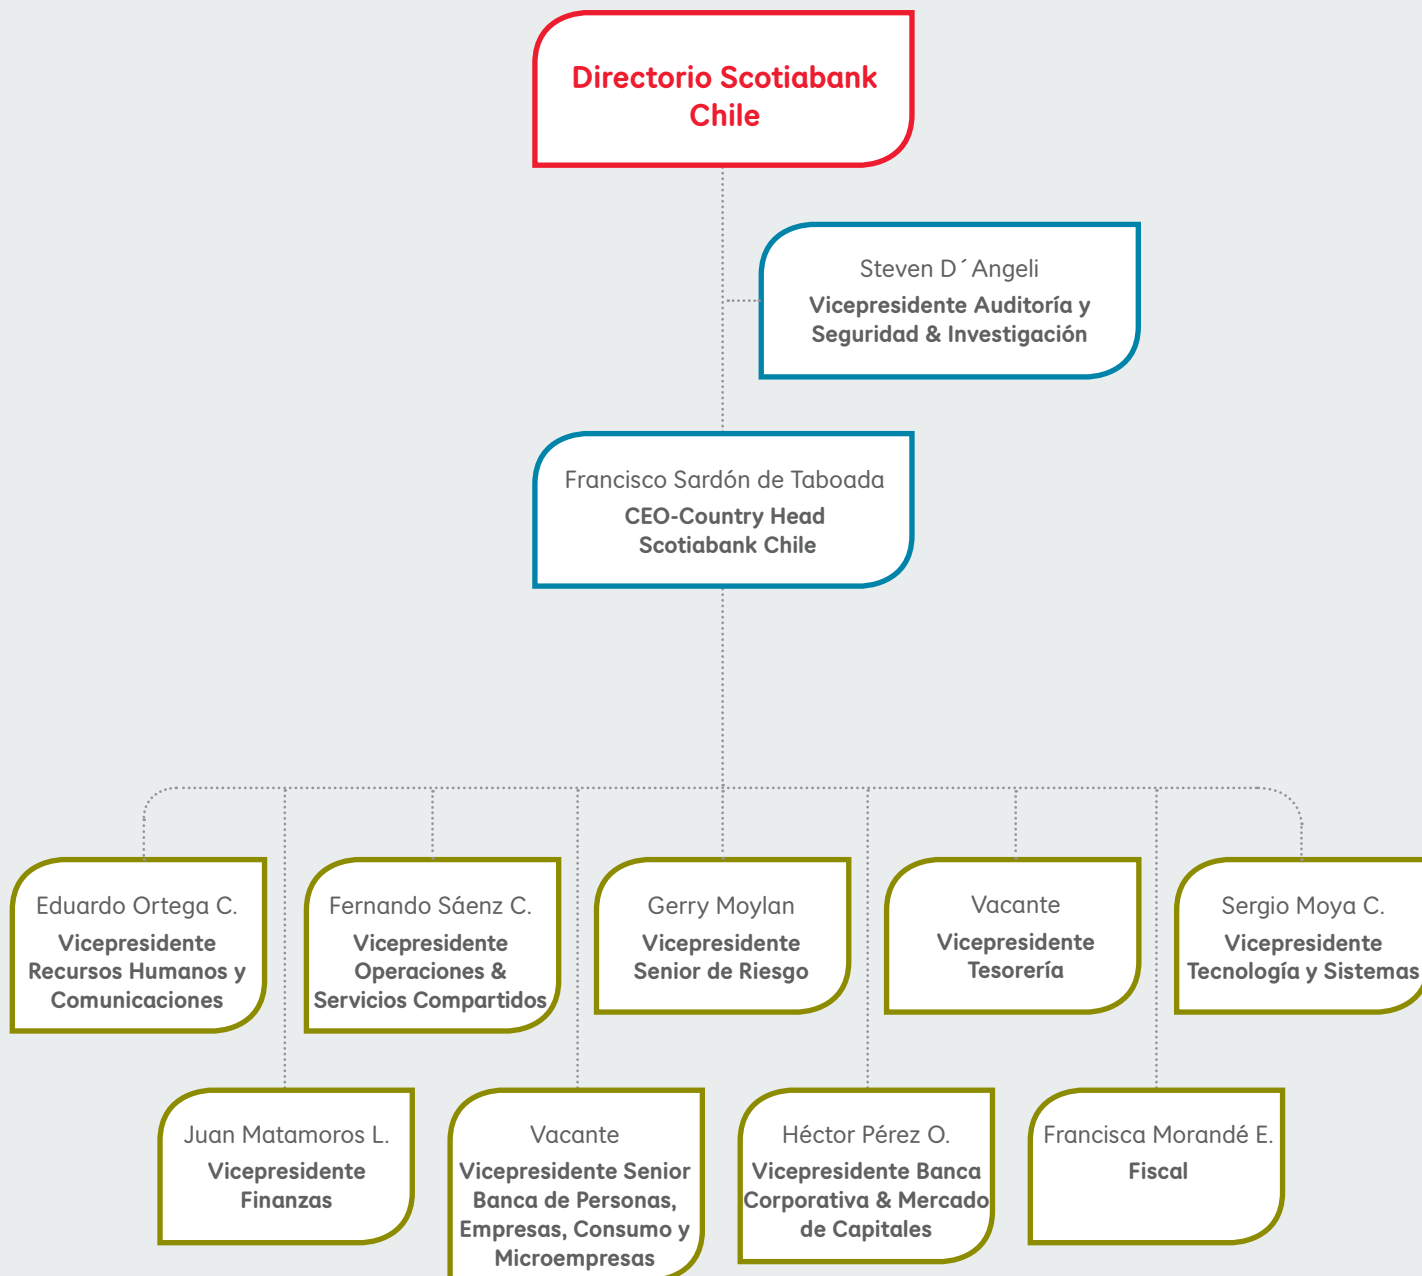 Directorio Scotiabank
Chile
Steven D´Angeli
Vicepresidente Auditoría y
Seguridad & Investigación
Francisco Sardón de Taboada
CEO-Country Head
Scotiabank Chile
Eduardo Ortega C.
Vicepresidente
Recursos Humanos y
Comunicaciones
Fernando Sáenz C.
Vicepresidente
Operaciones &
Servicios Compartidos
Gerry Moylan
Vicepresidente
Senior de Riesgo
Vacante
Vicepresidente
Tesorería
Sergio Moya C.
Vicepresidente
Tecnología y Sistemas
Juan Matamoros L.
Vicepresidente
Finanzas
Vacante
Vicepresidente Senior
Banca de Personas,
Empresas, Consumo y
Microempresas
Héctor Pérez O.
Vicepresidente Banca
Corporativa & Mercado
de Capitales
Francisca Morandé E.
Fiscal